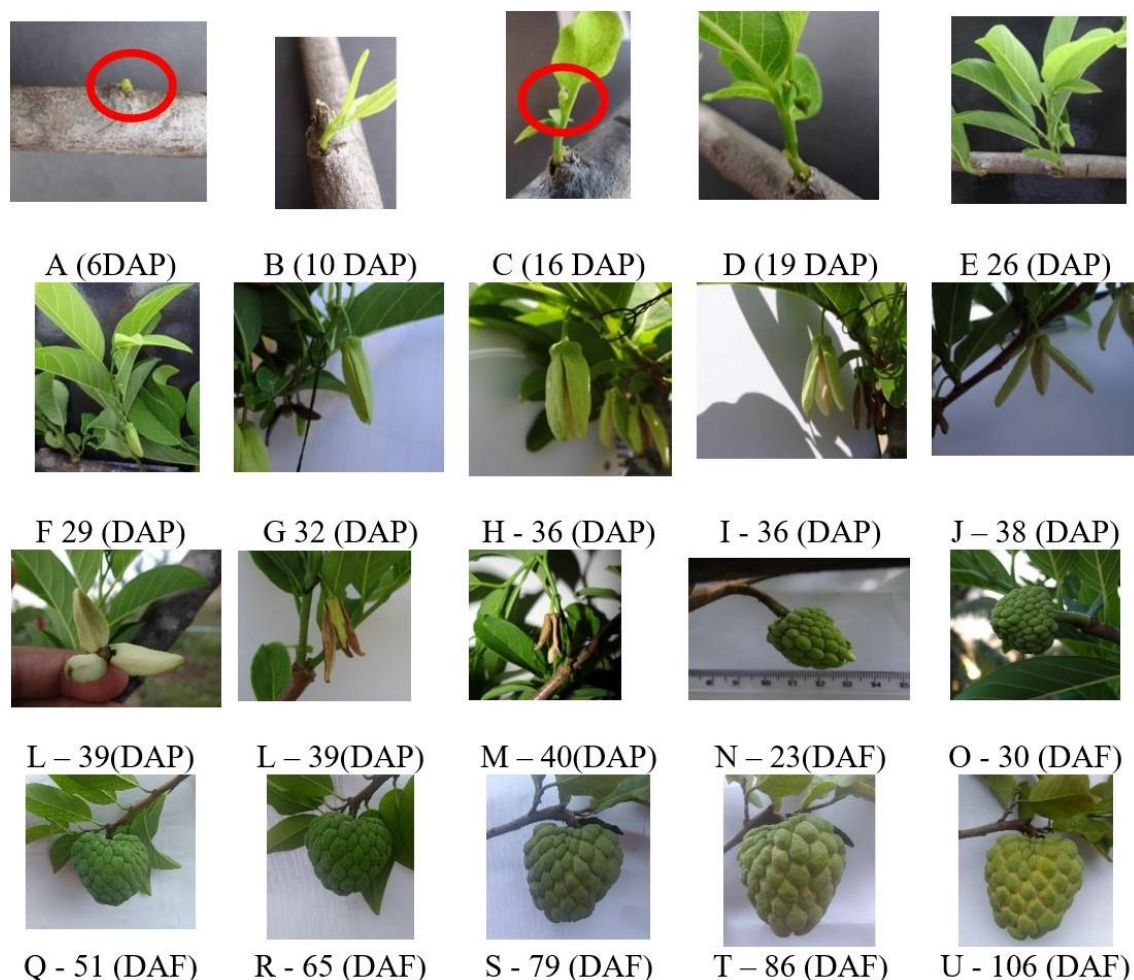 A (6DAP) B (10 DAP) C (16 DAP) D (19 DAP) E 26 (DAP)
F 29 (DAP) G 32 (DAP) H - 36 (DAP) I - 36 (DAP) J – 38 (DAP)
L – 39(DAP) L – 39(DAP) M – 40(DAP) N – 23(DAF) O - 30 (DAF)
Q - 51 (DAF) R - 65 (DAF) S - 79 (DAF) T – 86 (DAF) U - 106 (DAF)